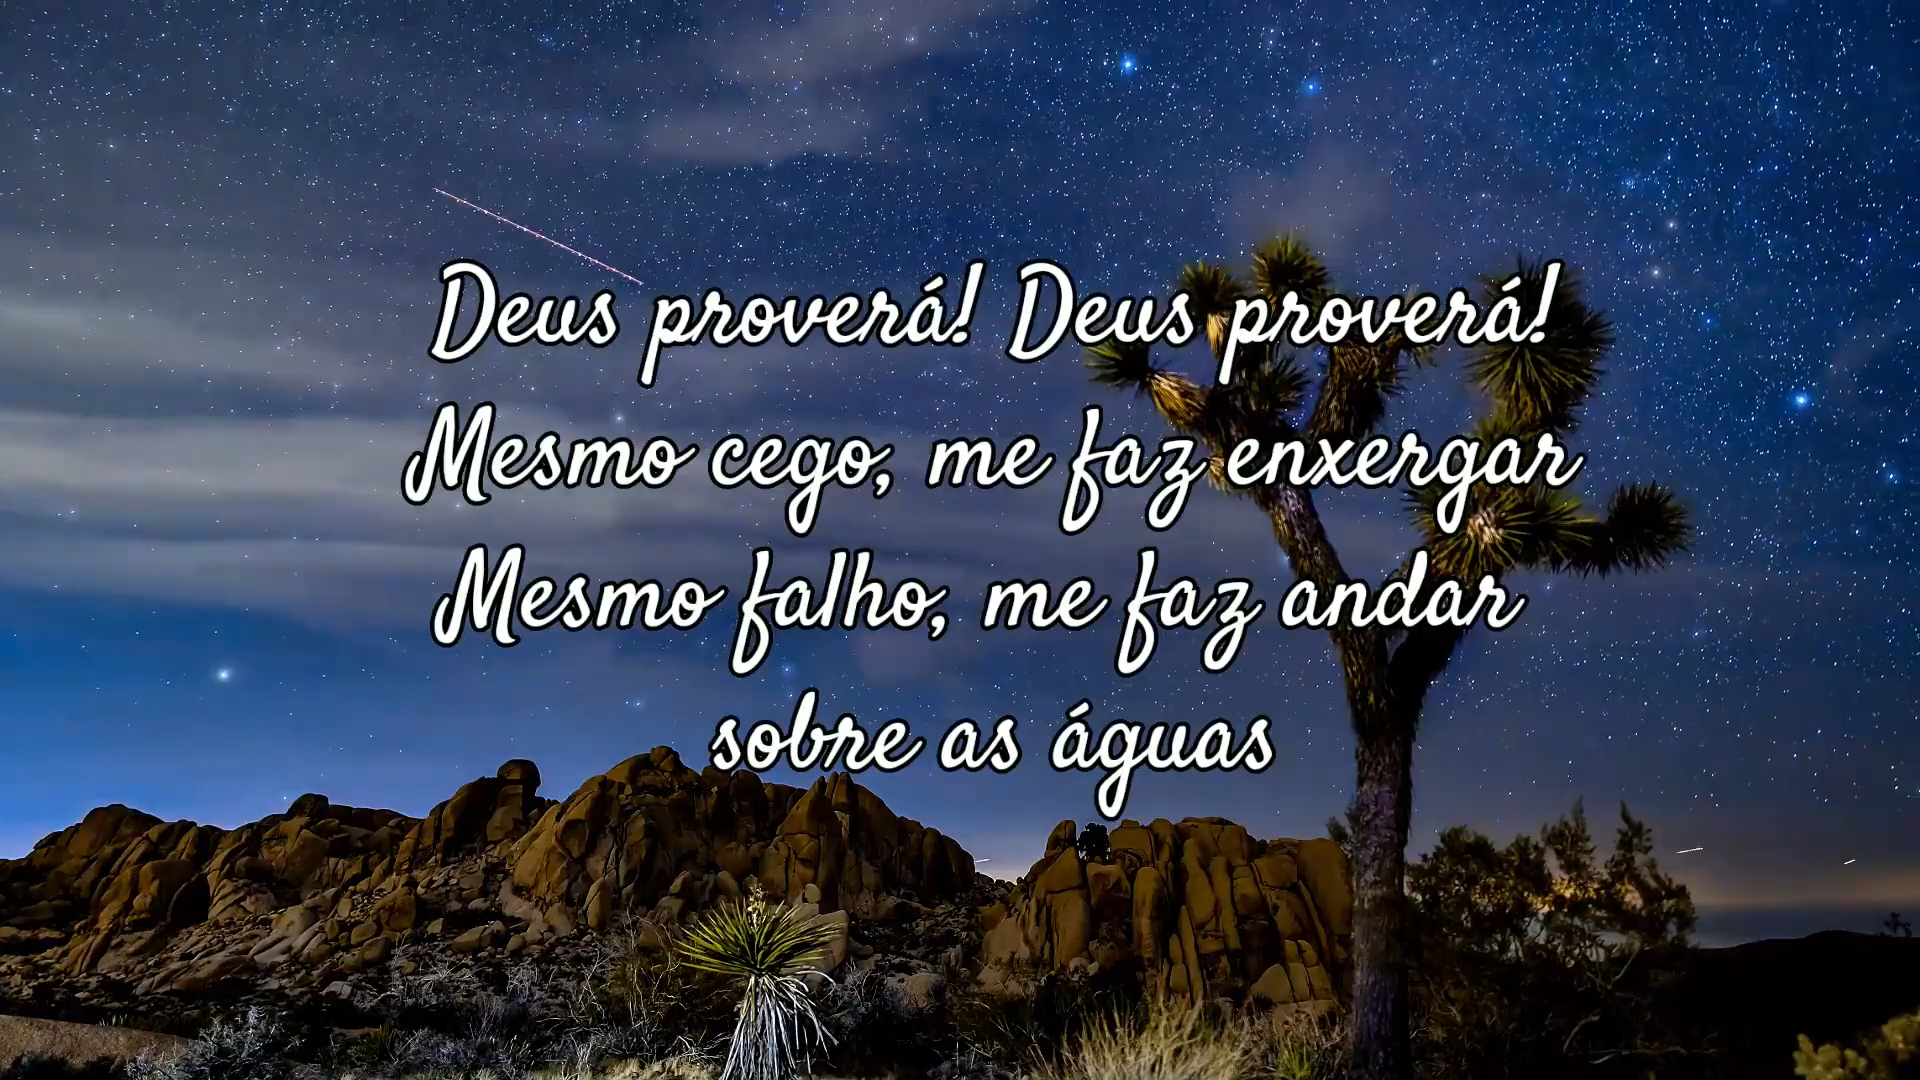 Deus proverá! Deus proverá!
Mesmo cego, me faz enxergar
Mesmo falho, me faz andar
sobre as águas